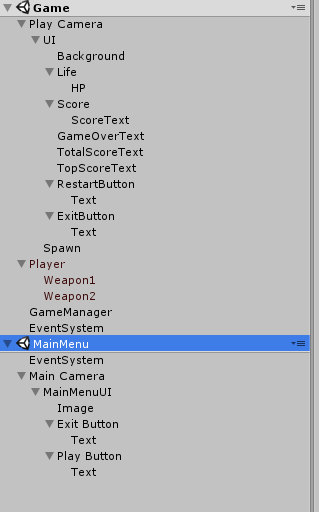 Game
Play Camera
UI
Background
Life
HP
Score
ScoreText
GameOverText
TotalScoreText
TopScoreText
RestartButton
Text
ExitButton
Text
Spawn
Player
Weapon1
Weapon2
GameManager
EventSystem
MainMenu
EventSystem
Main Camera
MainMenuUI
Image
Exit Button
Text
Play Button
Text